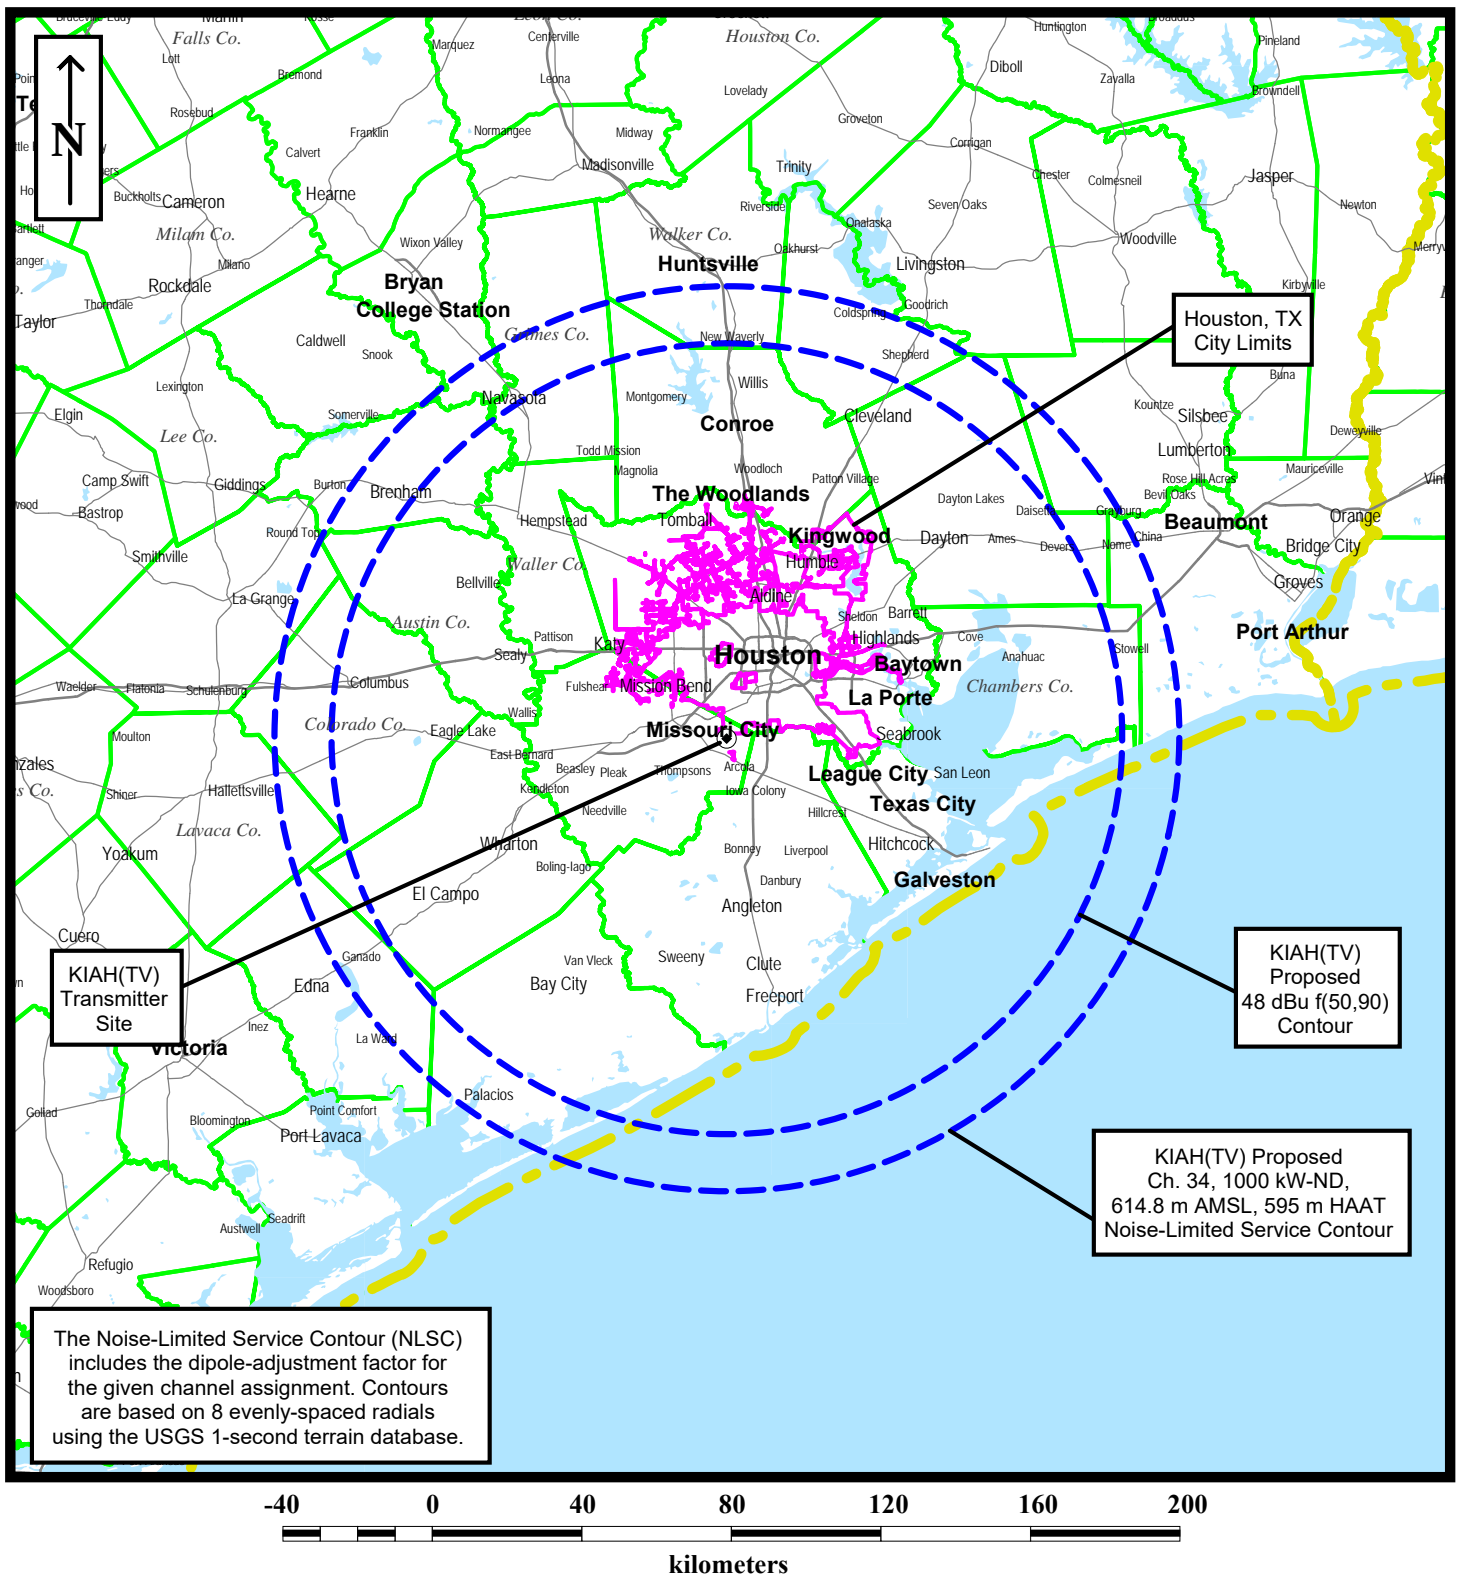 Bruceville-Eddy
Marlin
Kosse
Leon Co.
Crockett
Broaddus
Falls Co.
Marquez
Centerville
Houston Co.
Huntington
Pineland
Lott
Bremond
Leona
Diboll
Zavalla
Lovelady
Browndell
Rosebud
Groveton
N
Franklin
Normangee
Midway
Corrigan
Calvert
Madisonville
Trinity
Chester
Colmesneil
Jasper
Buckholts
Cameron
Hearne
Riverside
Seven Oaks
Newton
Onalaska
Milam Co.
Wixon Valley
Walker Co.
Oakhurst
Woodville
Milano
Huntsville
Livingston
Rockdale
Bryan
Kirbyville
Thorndale
College Station
Goodrich
Coldspring
Taylor
Grimes Co.
Houston, TX
City Limits
Caldwell
New Waverly
Snook
Shepherd
Lexington
Willis
Buna
Navasota
Montgomery
Elgin
Somerville
Conroe
Cleveland
Kountze
Silsbee
Lee Co.
Deweyville
Todd Mission
Lumberton
Magnolia
Woodloch
Mauriceville
Camp Swift
Giddings
Burton
Brenham
The Woodlands
Patton Village
Rose Hill Acres
Bevil Oaks
Bastrop
Dayton Lakes
Daisetta
Grayburg
Hempstead
Tomball
Beaumont
Orange
Round Top
Kingwood
Dayton
Ames
Devers
Nome
China
Bridge City
Smithville
Waller Co.
Humble
Groves
Bellville
Aldine
La Grange
Sheldon
Barrett
Austin Co.
Pattison
Katy
Highlands
Cove
Port Arthur
Sealy
Houston
Baytown
Anahuac
Stowell
Waelder
Flatonia
Schulenburg
Columbus
Fulshear
Mission Bend
La Porte
Chambers Co.
Wallis
Colorado Co.
Eagle Lake
Missouri City
Seabrook
Moulton
East Bernard
Beasley
Pleak
Thompsons
Arcola
League City
San Leon
Shiner
Hallettsville
Kendleton
Iowa Colony
Texas City
Needville
Hillcrest
Lavaca Co.
Yoakum
Wharton
Bonney
Liverpool
Hitchcock
Boling-Iago
Galveston
El Campo
Danbury
Angleton
Cuero
Ganado
Van Vleck
Sweeny
Clute
KIAH(TV)
Transmitter
Site
Edna
Bay City
Freeport
KIAH(TV)
Proposed
48 dBu f(50,90)
Contour
Inez
La Ward
Victoria
Palacios
Goliad
Bloomington
Point Comfort
Port Lavaca
KIAH(TV) Proposed
Ch. 34, 1000 kW-ND,
614.8 m AMSL, 595 m HAAT
Noise-Limited Service Contour
Seadrift
Austwell
Refugio
Woodsboro
The Noise-Limited Service Contour (NLSC)
includes the dipole-adjustment factor for
the given channel assignment. Contours
are based on 8 evenly-spaced radials
using the USGS 1-second terrain database.
-40 0 40 80 120 160 200
kilometers